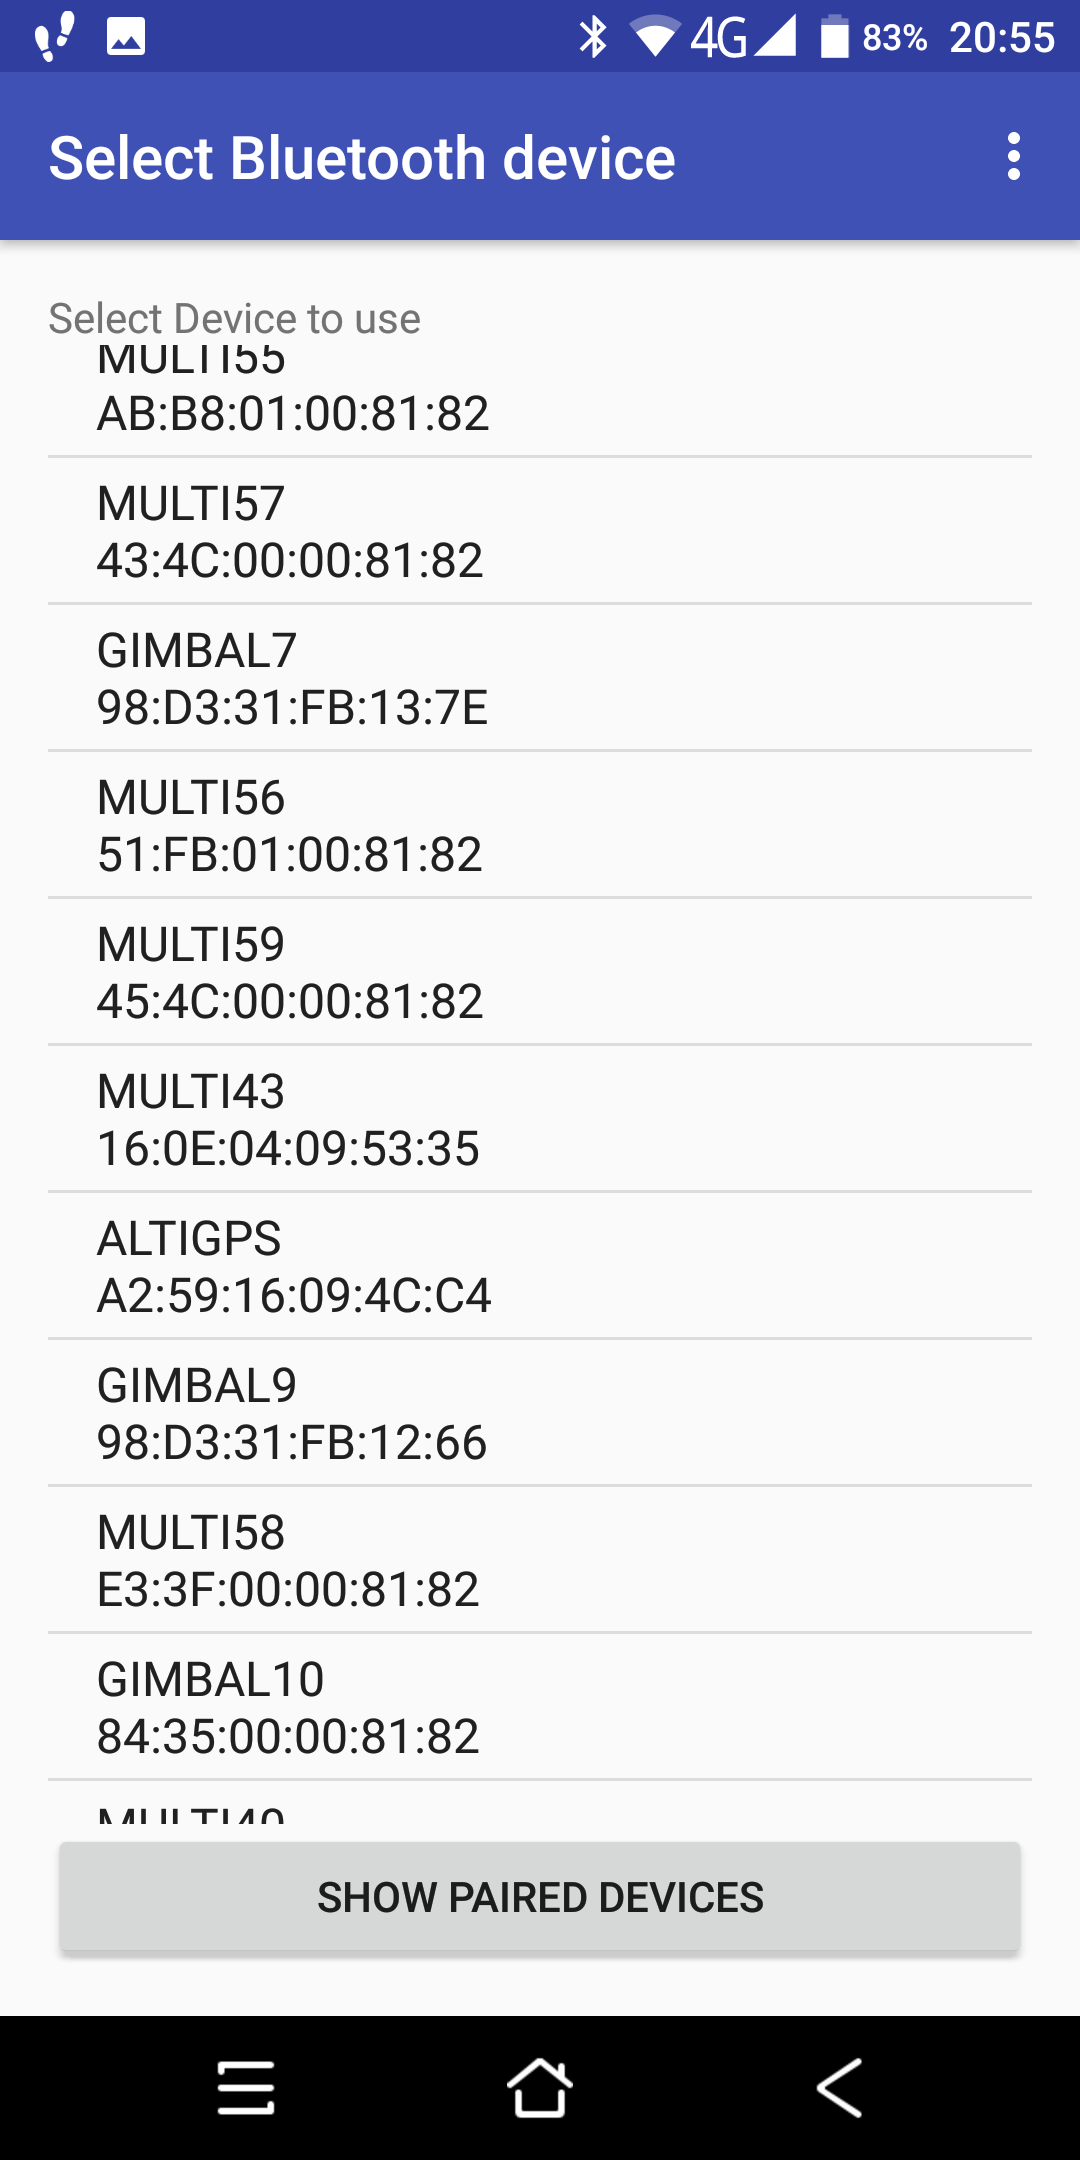 4G 83% 20:55
Select Bluetooth device
Select Device to use
MULTI55
AB:B8:01:00:81:82
MULTI57
43:4C:00:00:81:82
GIMBAL7
98:D3:31:FB:13:7E
MULTI56
51:FB:01:00:81:82
MULTI59
45:4C:00:00:81:82
MULTI43
16:0E:04:09:53:35
ALTIGPS
A2:59:16:09:4C:C4
GIMBAL9
98:D3:31:FB:12:66
MULTI58
E3:3F:00:00:81:82
GIMBAL10
84:35:00:00:81:82
SHOW PAIRED DEVICES